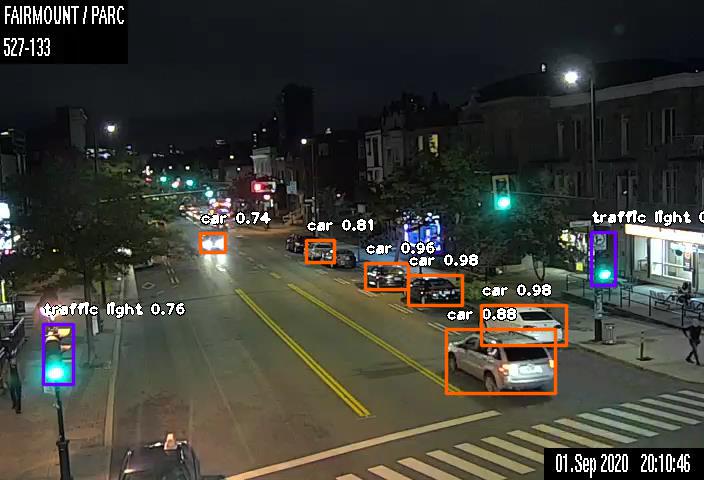 FAIRMOUNT / PARC
527-133
car 0.74
car 0.81
car 0.96
car 0.98
car 0.98
car 0.88
traffic light 0
traffic light 0.76
01.Sep 2020 20:10:46